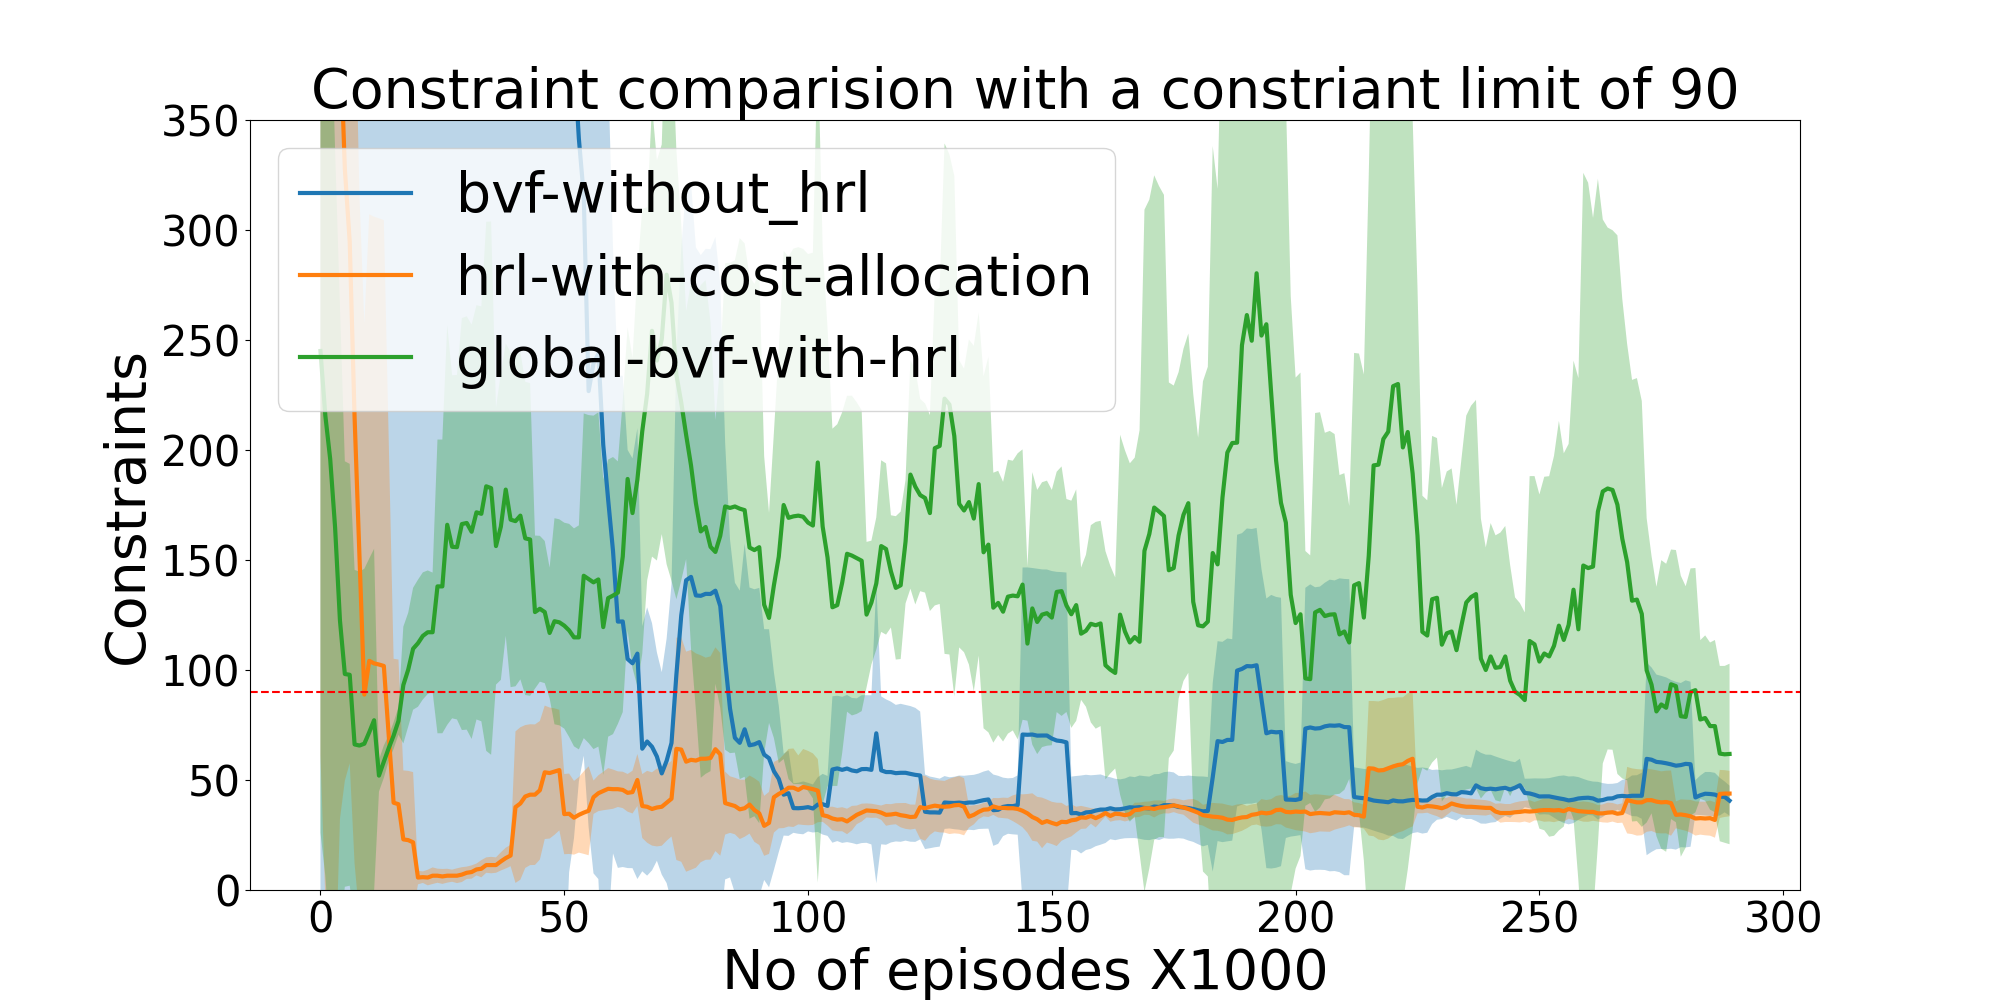 Constraint comparision with a constriant limit of 90
350
300
250
200
150
100
50
0
Constraints
bvf-without_hrl
hrl-with-cost-allocation
global-bvf-with-hrl
0 50 100 150 200 250 300
No of episodes X1000